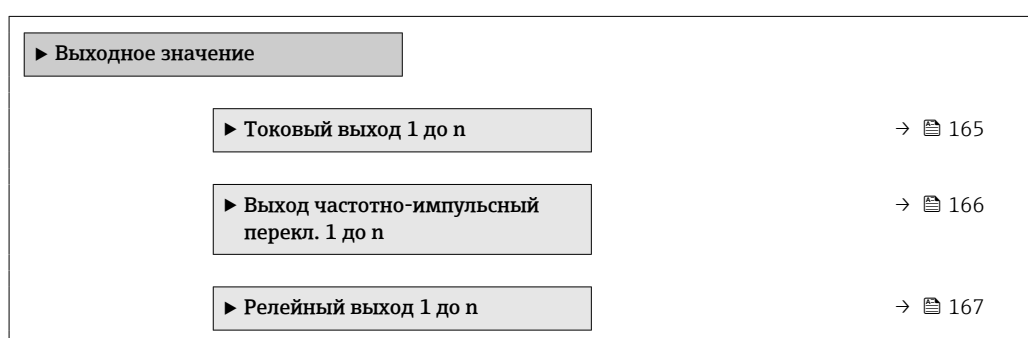 ▶ Выходное значение
▶ Токовый выход 1 до n → 165
▶ Выход частотно-импульсный → 166
перекл. 1 до n
▶ Релейный выход 1 до n → 167